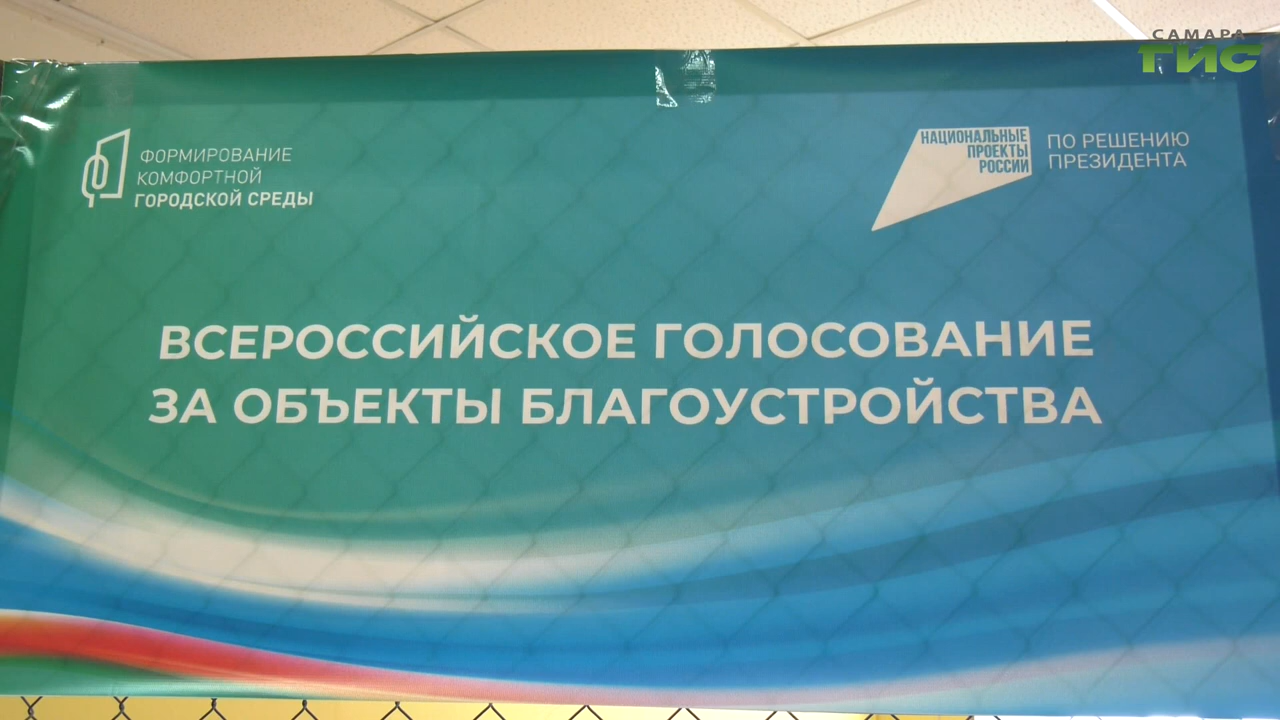 САМАРА
ГИС
ФОРМИРОВАНИЕ
КОМФОРТНОЙ
ГОРОДСКОЙ СРЕДЫ
НАЦИОНАЛЬНЫЕ
ПРОЕКТЫ
РОССИИ
ПО РЕШЕНИЮ
ПРЕЗИДЕНТА
ВСЕРОССИЙСКОЕ ГОЛОСОВАНИЕ
ЗА ОБЪЕКТЫ БЛАГОУСТРОЙСТВА